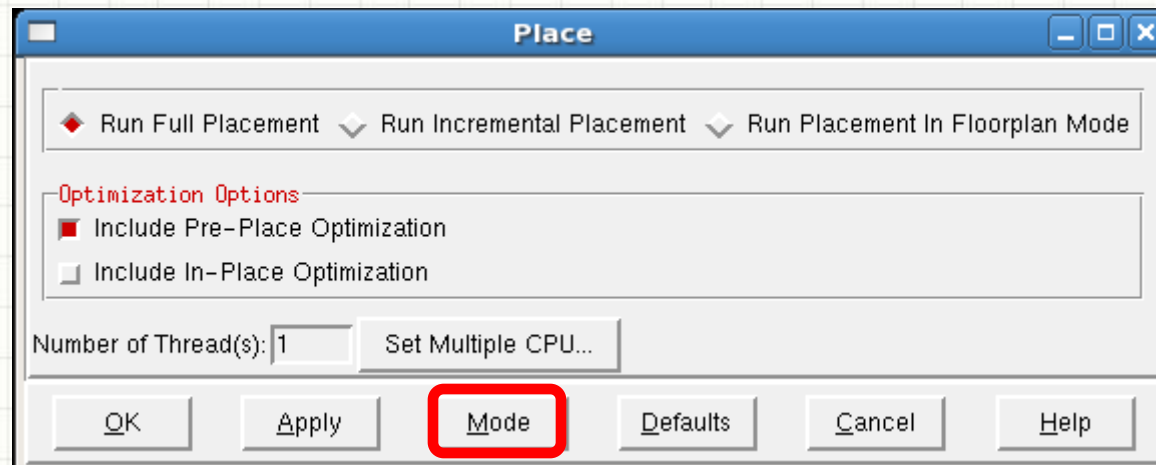 Place
Run Full Placement Run Incremental Placement Run Placement In Floorplan Mode
Optimization Options
Include Pre-Place Optimization
Include In-Place Optimization
Number of Thread(s): 1 Set Multiple CPU...
OK Apply Mode Defaults Cancel Help